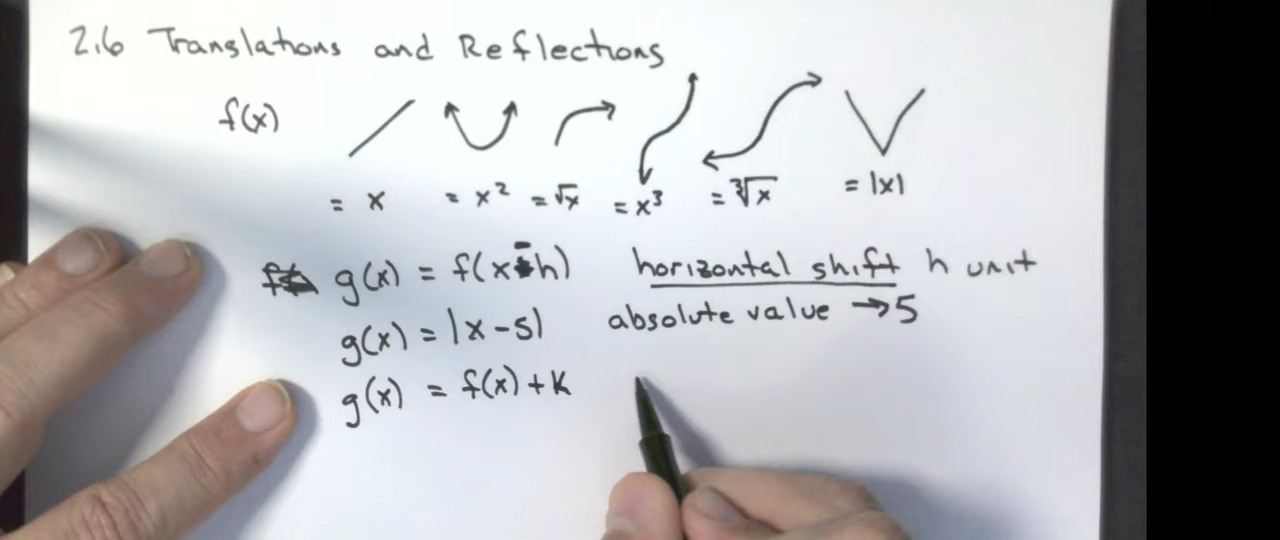 2.6 Translations and Reflections
f(x)
= x = x² = √x = x³ = ∛x = |x|
g(x) = f(x-h) horizontal shift h unit
g(x) = |x-5| absolute value → 5
g(x) = f(x) + K